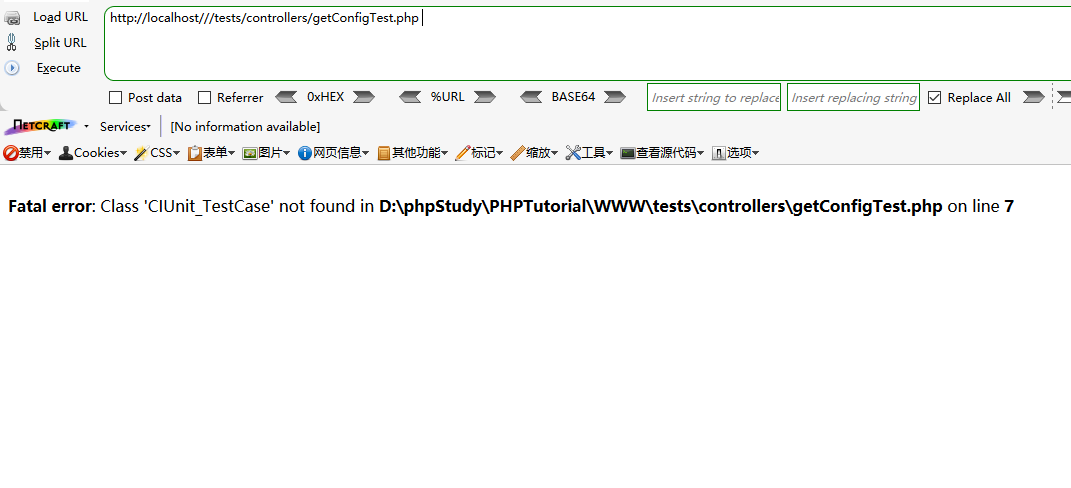 Load URL
http://localhost///tests/controllers/getConfigTest.php
Split URL
Execute
Post data Referrer 0xHEX %URL BASE64 Insert string to replace Insert replacing string Replace All
NETCRAFT Services [No information available]
禁用 Cookies CSS 表单 图片 网页信息 其他功能 标记 缩放 工具 查看源代码 选项
Fatal error: Class 'CIUnit_TestCase' not found in D:\phpStudy\PHPTutorial\WWW\tests\controllers\getConfigTest.php on line 7